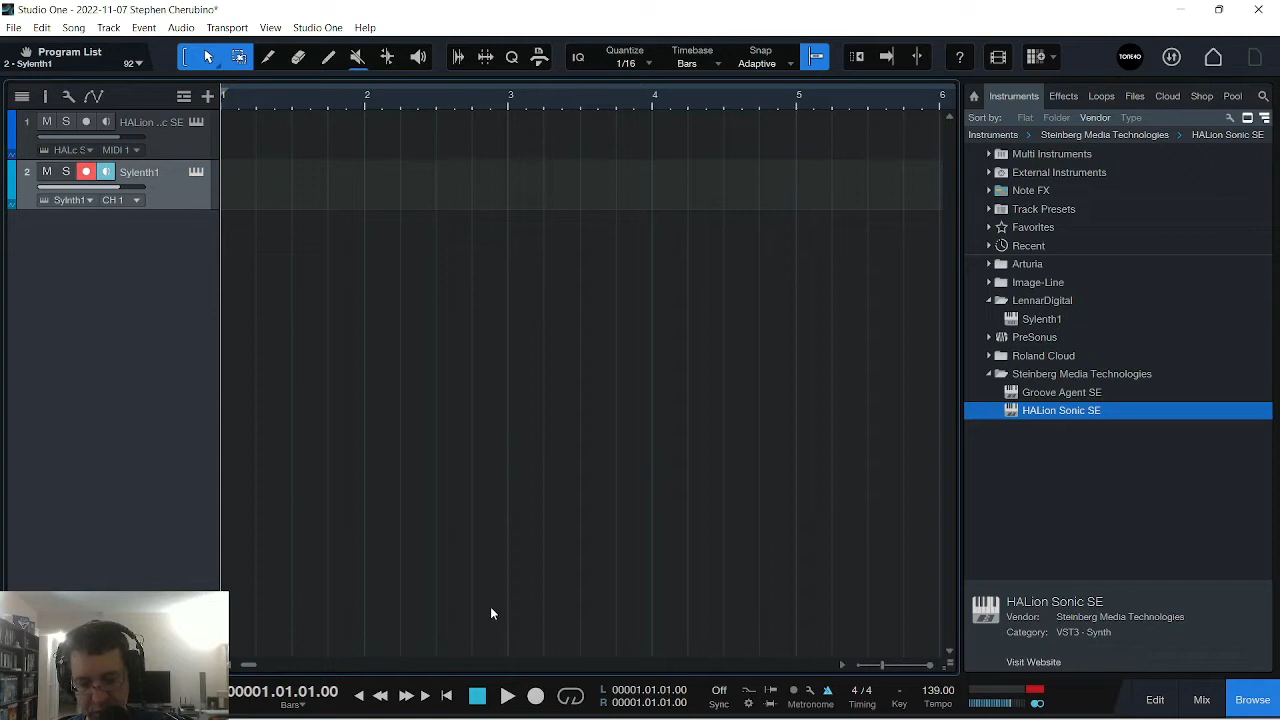 Studio One - 2022-11-07 Stephen Cherubino*
File Edit Song Track Event Audio Transport View Studio One Help
Program List
2 - Sylenth1 92
IQ
Quantize
1/16
Timebase
Bars
Snap
Adaptive
?
1 2 3 4 5 6
1 M S HALion ..c SE
HALc S MIDI 1
2 M S Sylenth1
Sylnth1 CH 1
Instruments Effects Loops Files Cloud Shop Pool
Sort by: Flat Folder Vendor Type
Instruments Steinberg Media Technologies HALion Sonic SE
Multi Instruments
External Instruments
Note FX
Track Presets
Favorites
Recent
Arturia
Image-Line
LennarDigital
Sylenth1
PreSonus
Roland Cloud
Steinberg Media Technologies
Groove Agent SE
HALion Sonic SE
HALion Sonic SE
Vendor: Steinberg Media Technologies
Category: VST3 - Synth
Visit Website
00001.01.01.00
Bars
L 00001.01.01.00
R 00001.01.01.00
Off
Sync
Metronome
4 / 4
Timing
-
Key
139.00
Tempo
Edit Mix Browse